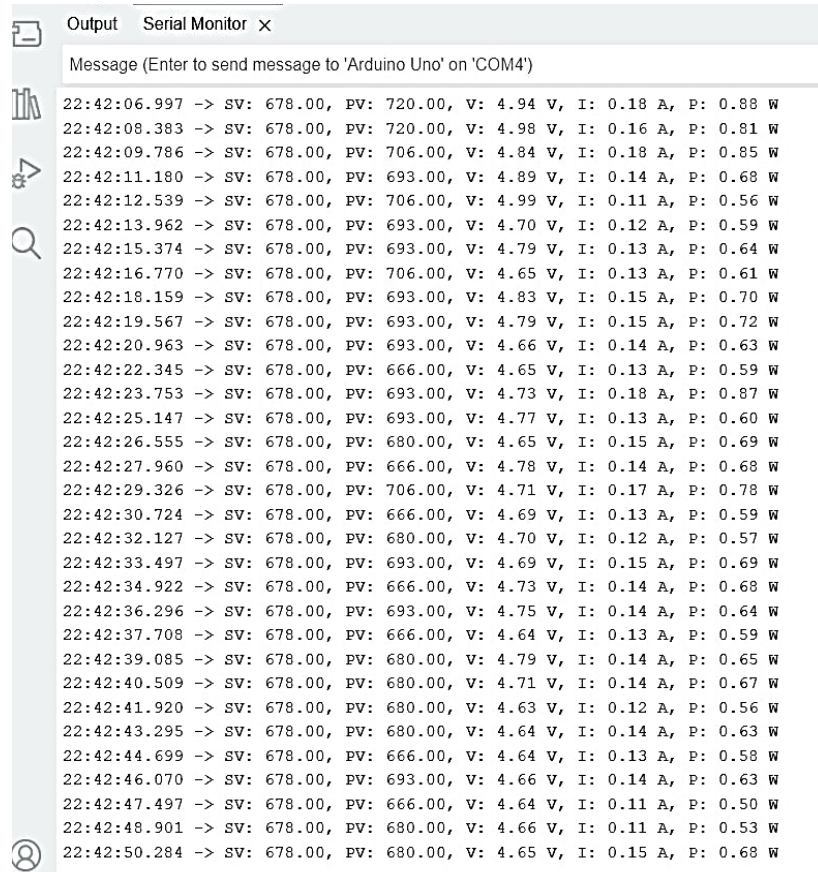 Output Serial Monitor ×
Message (Enter to send message to 'Arduino Uno' on 'COM4')
22:42:06.997 -> SV: 678.00, PV: 720.00, V: 4.94 V, I: 0.18 A, P: 0.88 W
22:42:08.383 -> SV: 678.00, PV: 720.00, V: 4.98 V, I: 0.16 A, P: 0.81 W
22:42:09.786 -> SV: 678.00, PV: 706.00, V: 4.84 V, I: 0.18 A, P: 0.85 W
22:42:11.180 -> SV: 678.00, PV: 693.00, V: 4.89 V, I: 0.14 A, P: 0.68 W
22:42:12.539 -> SV: 678.00, PV: 706.00, V: 4.99 V, I: 0.11 A, P: 0.56 W
22:42:13.962 -> SV: 678.00, PV: 693.00, V: 4.70 V, I: 0.12 A, P: 0.59 W
22:42:15.374 -> SV: 678.00, PV: 693.00, V: 4.79 V, I: 0.13 A, P: 0.64 W
22:42:16.770 -> SV: 678.00, PV: 706.00, V: 4.65 V, I: 0.13 A, P: 0.61 W
22:42:18.159 -> SV: 678.00, PV: 693.00, V: 4.83 V, I: 0.15 A, P: 0.70 W
22:42:19.567 -> SV: 678.00, PV: 693.00, V: 4.79 V, I: 0.15 A, P: 0.72 W
22:42:20.963 -> SV: 678.00, PV: 693.00, V: 4.66 V, I: 0.14 A, P: 0.63 W
22:42:22.345 -> SV: 678.00, PV: 666.00, V: 4.65 V, I: 0.13 A, P: 0.59 W
22:42:23.753 -> SV: 678.00, PV: 693.00, V: 4.73 V, I: 0.18 A, P: 0.87 W
22:42:25.147 -> SV: 678.00, PV: 693.00, V: 4.77 V, I: 0.13 A, P: 0.60 W
22:42:26.555 -> SV: 678.00, PV: 680.00, V: 4.65 V, I: 0.15 A, P: 0.69 W
22:42:27.960 -> SV: 678.00, PV: 666.00, V: 4.78 V, I: 0.14 A, P: 0.68 W
22:42:29.326 -> SV: 678.00, PV: 706.00, V: 4.71 V, I: 0.17 A, P: 0.78 W
22:42:30.724 -> SV: 678.00, PV: 666.00, V: 4.69 V, I: 0.13 A, P: 0.59 W
22:42:32.127 -> SV: 678.00, PV: 680.00, V: 4.70 V, I: 0.12 A, P: 0.57 W
22:42:33.497 -> SV: 678.00, PV: 693.00, V: 4.69 V, I: 0.15 A, P: 0.69 W
22:42:34.922 -> SV: 678.00, PV: 666.00, V: 4.73 V, I: 0.14 A, P: 0.68 W
22:42:36.296 -> SV: 678.00, PV: 693.00, V: 4.75 V, I: 0.14 A, P: 0.64 W
22:42:37.708 -> SV: 678.00, PV: 666.00, V: 4.64 V, I: 0.13 A, P: 0.59 W
22:42:39.085 -> SV: 678.00, PV: 680.00, V: 4.79 V, I: 0.14 A, P: 0.65 W
22:42:40.509 -> SV: 678.00, PV: 680.00, V: 4.71 V, I: 0.14 A, P: 0.67 W
22:42:41.920 -> SV: 678.00, PV: 680.00, V: 4.63 V, I: 0.12 A, P: 0.56 W
22:42:43.295 -> SV: 678.00, PV: 680.00, V: 4.64 V, I: 0.14 A, P: 0.63 W
22:42:44.699 -> SV: 678.00, PV: 666.00, V: 4.64 V, I: 0.13 A, P: 0.58 W
22:42:46.070 -> SV: 678.00, PV: 693.00, V: 4.66 V, I: 0.14 A, P: 0.63 W
22:42:47.497 -> SV: 678.00, PV: 666.00, V: 4.64 V, I: 0.11 A, P: 0.50 W
22:42:48.901 -> SV: 678.00, PV: 680.00, V: 4.66 V, I: 0.11 A, P: 0.53 W
22:42:50.284 -> SV: 678.00, PV: 680.00, V: 4.65 V, I: 0.15 A, P: 0.68 W